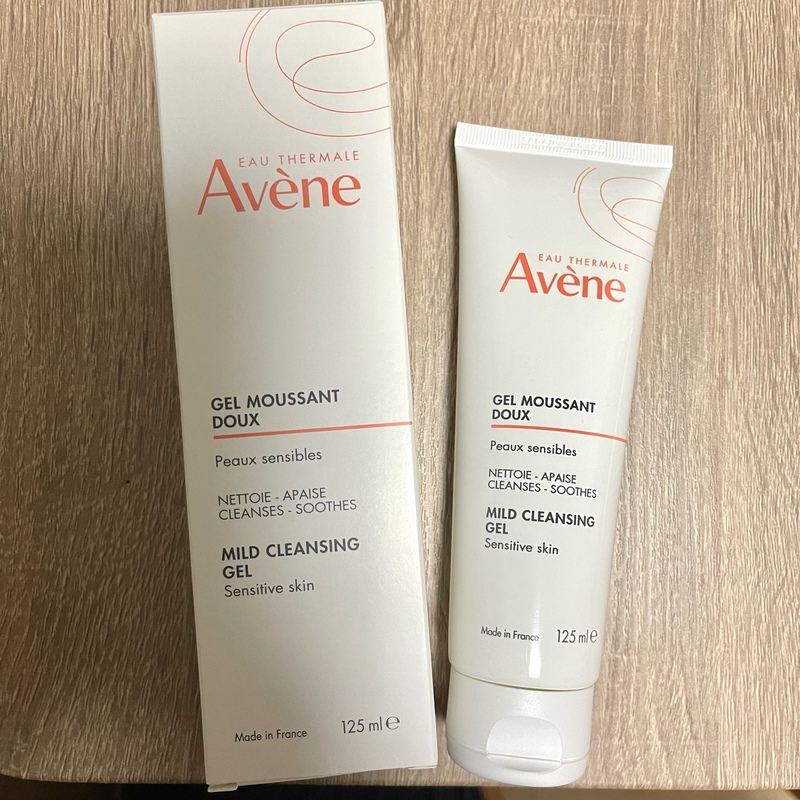 EAU THERMALE
Avène
GEL MOUSSANT
DOUX
Peaux sensibles
NETTOIE - APAISE
CLEANSES - SOOTHES
MILD CLEANSING
GEL
Sensitive skin
Made in France 125 ml e
EAU THERMALE
Avène
GEL MOUSSANT
DOUX
Peaux sensibles
NETTOIE - APAISE
CLEANSES - SOOTHES
MILD CLEANSING
GEL
Sensitive skin
Made in France 125 ml e